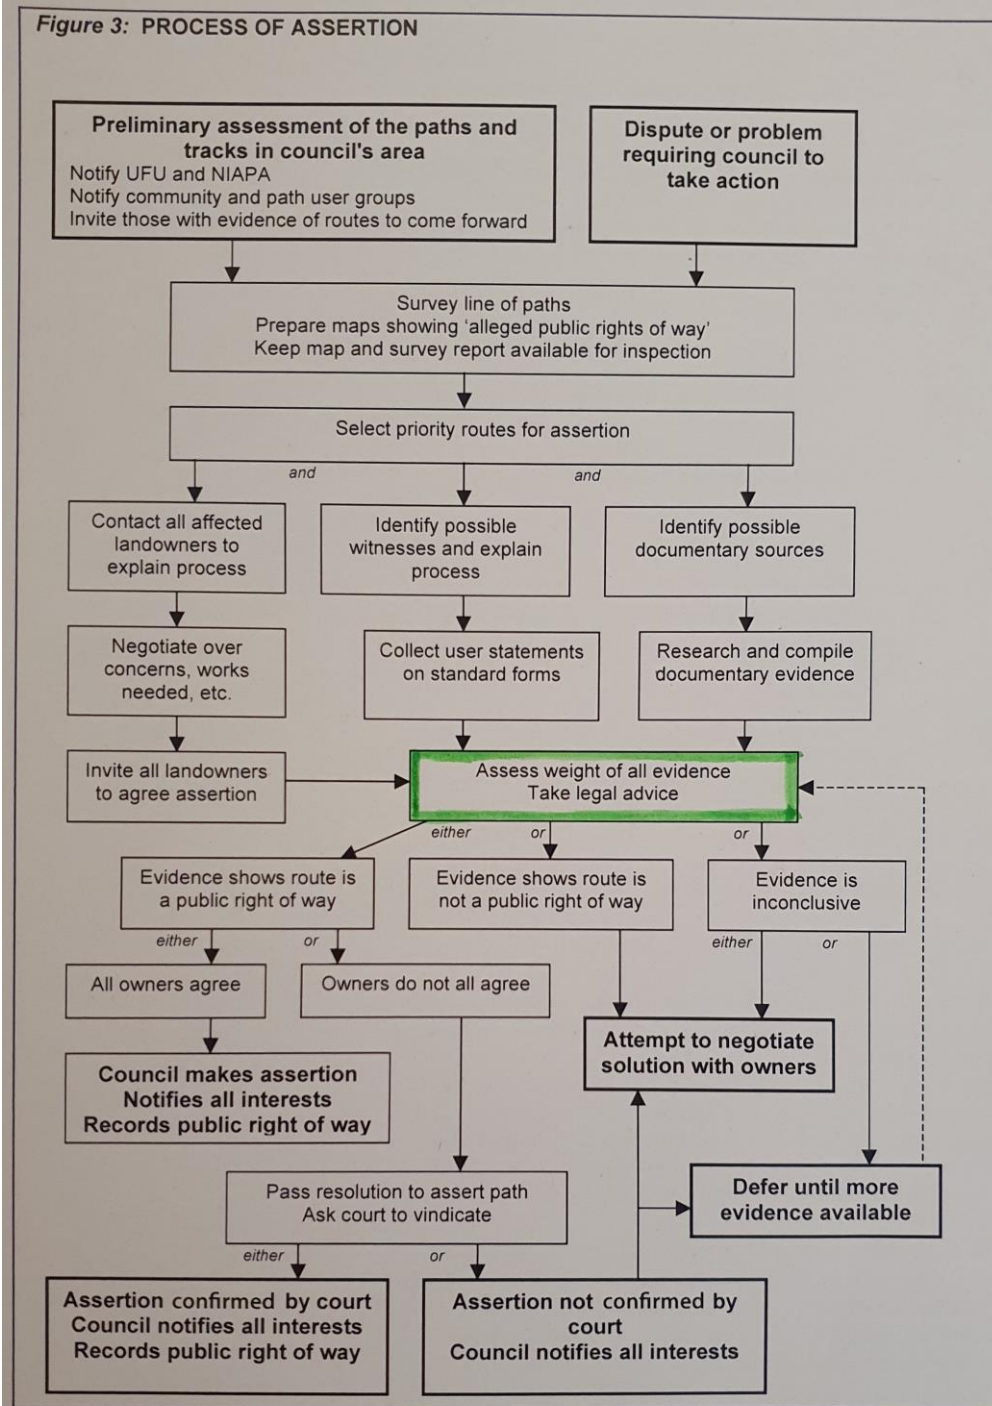 Figure 3: PROCESS OF ASSERTION
Preliminary assessment of the paths and
tracks in council's area
Notify UFU and NIAPA
Notify community and path user groups
Invite those with evidence of routes to come forward
Dispute or problem
requiring council to
take action
Survey line of paths
Prepare maps showing 'alleged public rights of way'
Keep map and survey report available for inspection
Select priority routes for assertion
and
and
Contact all affected
landowners to
explain process
Identify possible
witnesses and explain
process
Identify possible
documentary sources
Negotiate over
concerns, works
needed, etc.
Collect user statements
on standard forms
Research and compile
documentary evidence
Invite all landowners
to agree assertion
Assess weight of all evidence
Take legal advice
either
or
or
Evidence shows route is
a public right of way
Evidence shows route is
not a public right of way
Evidence is
inconclusive
either
or
either
or
All owners agree
Owners do not all agree
Attempt to negotiate
solution with owners
Council makes assertion
Notifies all interests
Records public right of way
Pass resolution to assert path
Ask court to vindicate
Defer until more
evidence available
either
or
Assertion confirmed by court
Council notifies all interests
Records public right of way
Assertion not confirmed by
court
Council notifies all interests